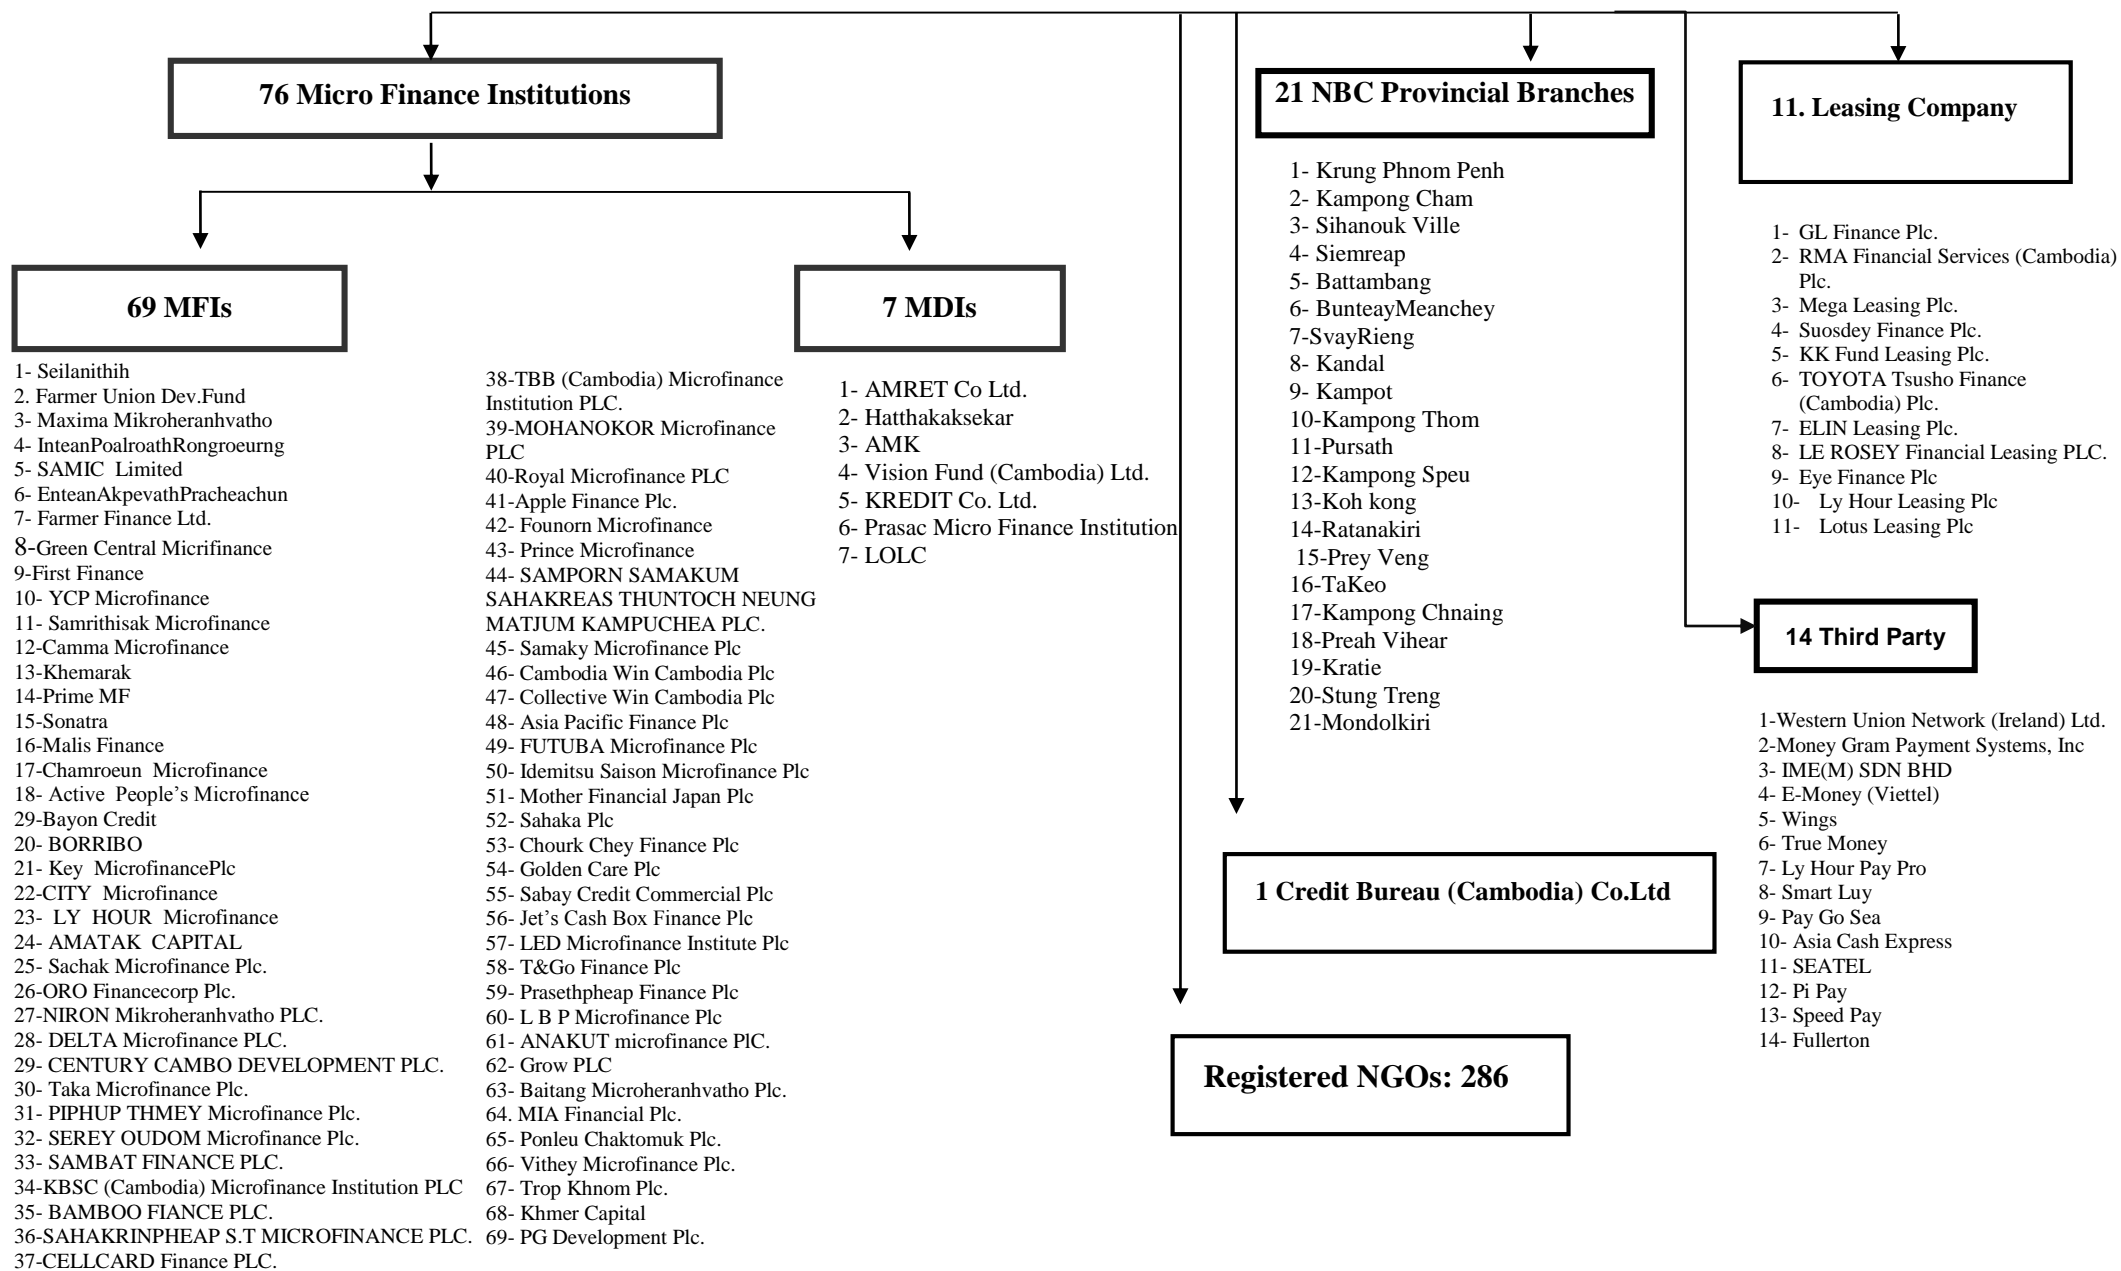 76 Micro Finance Institutions
69 MFIs
1- Seilanithih
2. Farmer Union Dev.Fund
3- Maxima Mikroheranhvatho
4- InteanPoalroathRongroeurng
5- SAMIC Limited
6- EnteanAkpevathPracheachun
7- Farmer Finance Ltd.
8-Green Central Micrifinance
9-First Finance
10- YCP Microfinance
11- Samrithisak Microfinance
12-Camma Microfinance
13-Khemarak
14-Prime MF
15-Sonatra
16-Malis Finance
17-Chamroeun Microfinance
18- Active People’s Microfinance
29-Bayon Credit
20- BORRIBO
21- Key MicrofinancePlc
22-CITY Microfinance
23- LY HOUR Microfinance
24- AMATAK CAPITAL
25- Sachak Microfinance Plc.
26-ORO Financecorp Plc.
27-NIRON Mikroheranhvatho PLC.
28- DELTA Microfinance PLC.
29- CENTURY CAMBO DEVELOPMENT PLC.
30- Taka Microfinance Plc.
31- PIPHUP THMEY Microfinance Plc.
32- SEREY OUDOM Microfinance Plc.
33- SAMBAT FINANCE PLC.
34-KBSC (Cambodia) Microfinance Institution PLC
35- BAMBOO FIANCE PLC.
36-SAHAKRINPHEAP S.T MICROFINANCE PLC.
37-CELLCARD Finance PLC.
38-TBB (Cambodia) Microfinance
Institution PLC.
39-MOHANOKOR Microfinance
PLC
40-Royal Microfinance PLC
41-Apple Finance Plc.
42- Founorn Microfinance
43- Prince Microfinance
44- SAMPORN SAMAKUM
SAHAKREAS THUNTOCH NEUNG
MATJUM KAMPUCHEA PLC.
45- Samaky Microfinance Plc
46- Cambodia Win Cambodia Plc
47- Collective Win Cambodia Plc
48- Asia Pacific Finance Plc
49- FUTUBA Microfinance Plc
50- Idemitsu Saison Microfinance Plc
51- Mother Financial Japan Plc
52- Sahaka Plc
53- Chourk Chey Finance Plc
54- Golden Care Plc
55- Sabay Credit Commercial Plc
56- Jet’s Cash Box Finance Plc
57- LED Microfinance Institute Plc
58- T&Go Finance Plc
59- Prasethpheap Finance Plc
60- L B P Microfinance Plc
61- ANAKUT microfinance PlC.
62- Grow PLC
63- Baitang Microheranhvatho Plc.
64. MIA Financial Plc.
65- Ponleu Chaktomuk Plc.
66- Vithey Microfinance Plc.
67- Trop Khnom Plc.
68- Khmer Capital
69- PG Development Plc.
7 MDIs
1- AMRET Co Ltd.
2- Hatthakaksekar
3- AMK
4- Vision Fund (Cambodia) Ltd.
5- KREDIT Co. Ltd.
6- Prasac Micro Finance Institution
7- LOLC
21 NBC Provincial Branches
1- Krung Phnom Penh
2- Kampong Cham
3- Sihanouk Ville
4- Siemreap
5- Battambang
6- BunteayMeanchey
7-SvayRieng
8- Kandal
9- Kampot
10-Kampong Thom
11-Pursath
12-Kampong Speu
13-Koh kong
14-Ratanakiri
15-Prey Veng
16-TaKeo
17-Kampong Chnaing
18-Preah Vihear
19-Kratie
20-Stung Treng
21-Mondolkiri
1 Credit Bureau (Cambodia) Co.Ltd
Registered NGOs: 286
11. Leasing Company
1- GL Finance Plc.
2- RMA Financial Services (Cambodia)
Plc.
3- Mega Leasing Plc.
4- Suosdey Finance Plc.
5- KK Fund Leasing Plc.
6- TOYOTA Tsusho Finance
(Cambodia) Plc.
7- ELIN Leasing Plc.
8- LE ROSEY Financial Leasing PLC.
9- Eye Finance Plc
10- Ly Hour Leasing Plc
11- Lotus Leasing Plc
14 Third Party
1-Western Union Network (Ireland) Ltd.
2-Money Gram Payment Systems, Inc
3- IME(M) SDN BHD
4- E-Money (Viettel)
5- Wings
6- True Money
7- Ly Hour Pay Pro
8- Smart Luy
9- Pay Go Sea
10- Asia Cash Express
11- SEATEL
12- Pi Pay
13- Speed Pay
14- Fullerton